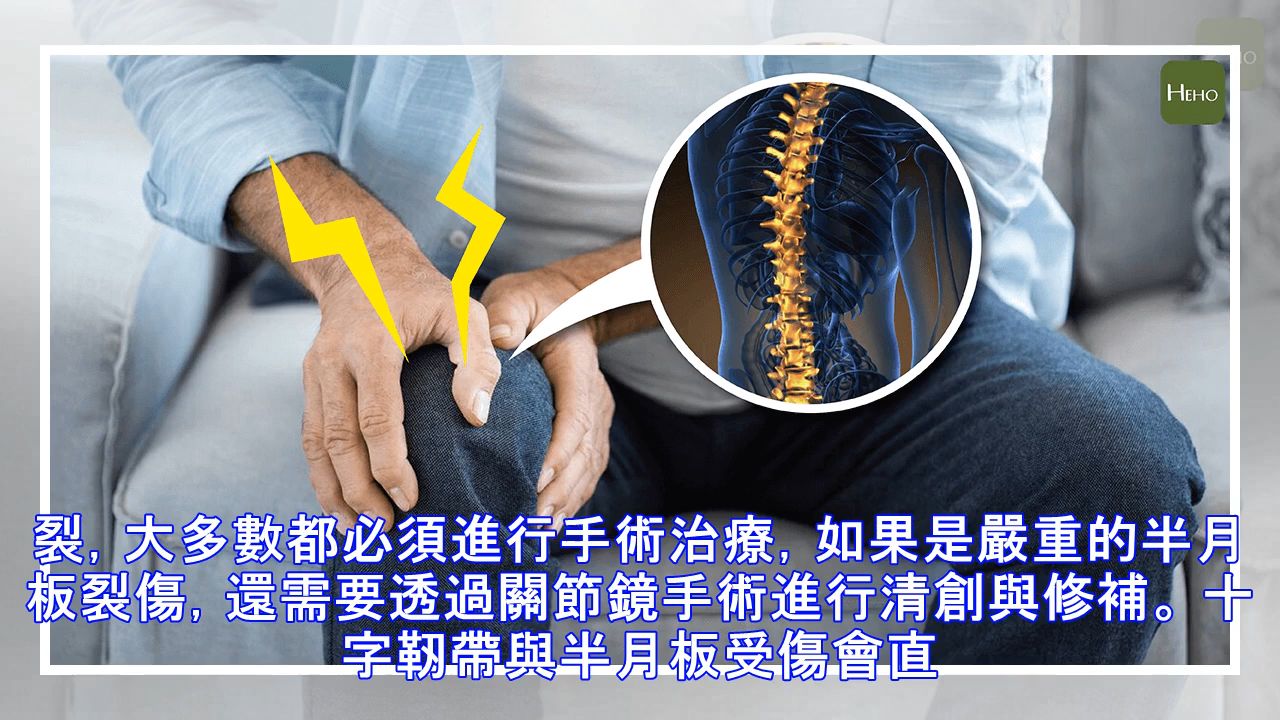 HEHO
裂, 大多數都必須進行手術治療, 如果是嚴重的半月
板裂傷, 還需要透過關節鏡手術進行清創與修補。十
字韌帶與半月板受傷會直